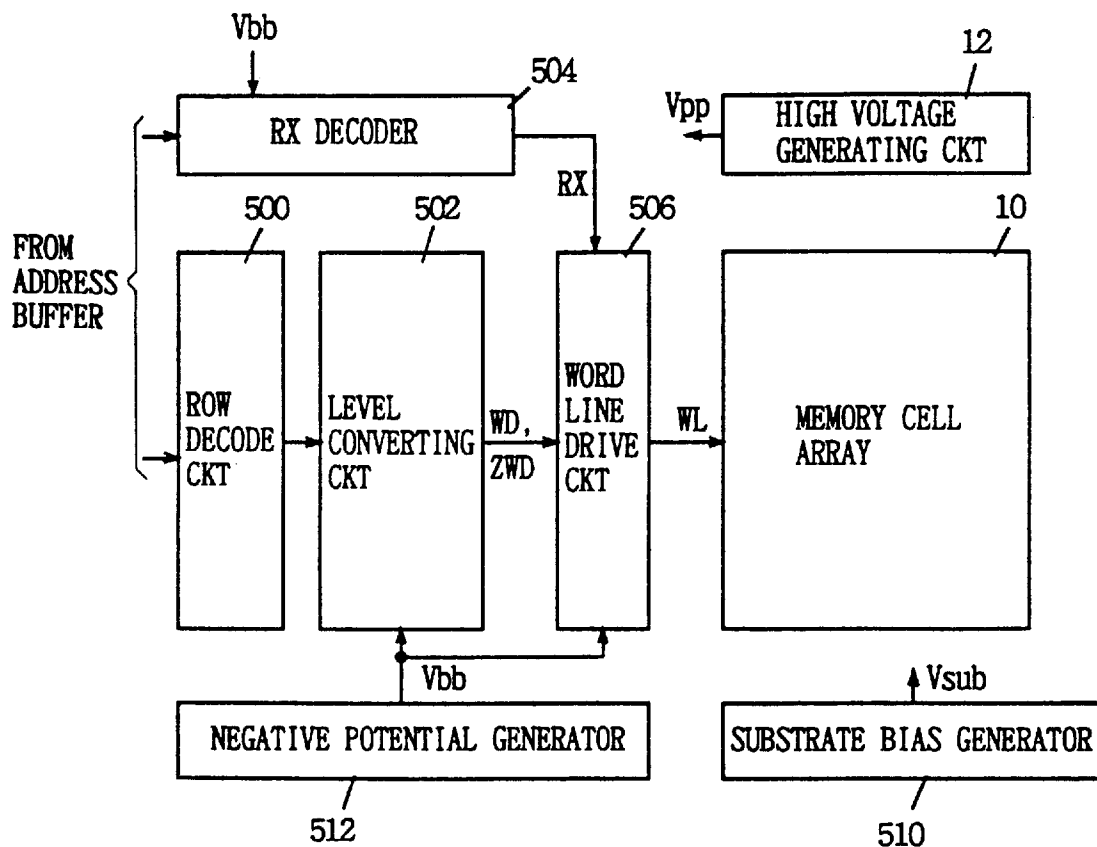 Vbb
504
12
RX DECODER
Vpp
HIGH VOLTAGE
GENERATING CKT
RX
500
502
506
10
FROM
ADDRESS
BUFFER
ROW
DECODE
CKT
LEVEL
CONVERTING
CKT
WD,
ZWD
WORD
LINE
DRIVE
CKT
WL
MEMORY CELL
ARRAY
Vbb
Vsub
NEGATIVE POTENTIAL GENERATOR
SUBSTRATE BIAS GENERATOR
512
510